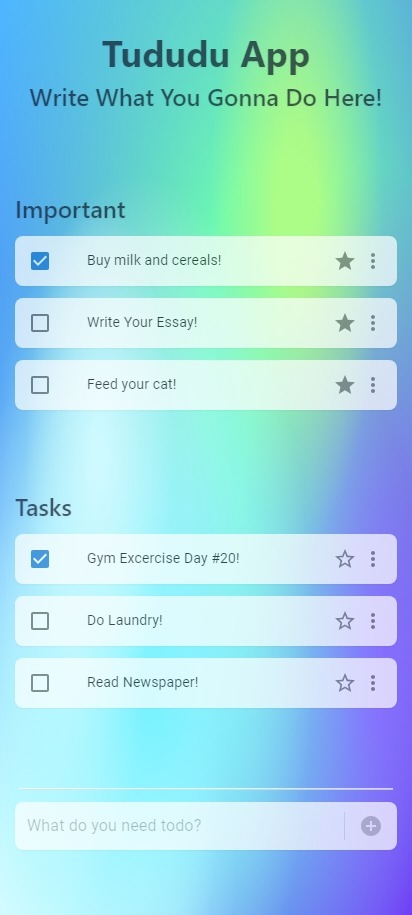 Tududu App
Write What You Gonna Do Here!
Important
Buy milk and cereals!
Write Your Essay!
Feed your cat!
Tasks
Gym Excercise Day #20!
Do Laundry!
Read Newspaper!
What do you need todo?